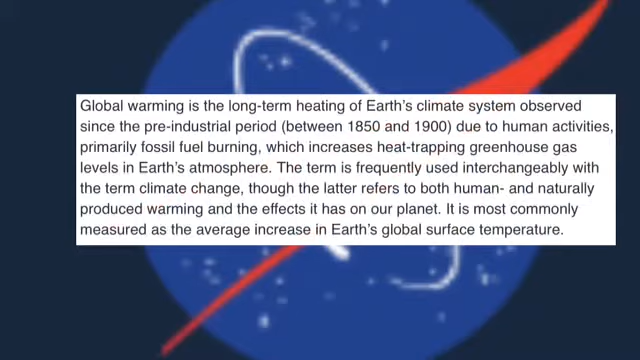 Global warming is the long-term heating of Earth's climate system observed
since the pre-industrial period (between 1850 and 1900) due to human activities,
primarily fossil fuel burning, which increases heat-trapping greenhouse gas
levels in Earth's atmosphere. The term is frequently used interchangeably with
the term climate change, though the latter refers to both human- and naturally
produced warming and the effects it has on our planet. It is most commonly
measured as the average increase in Earth's global surface temperature.